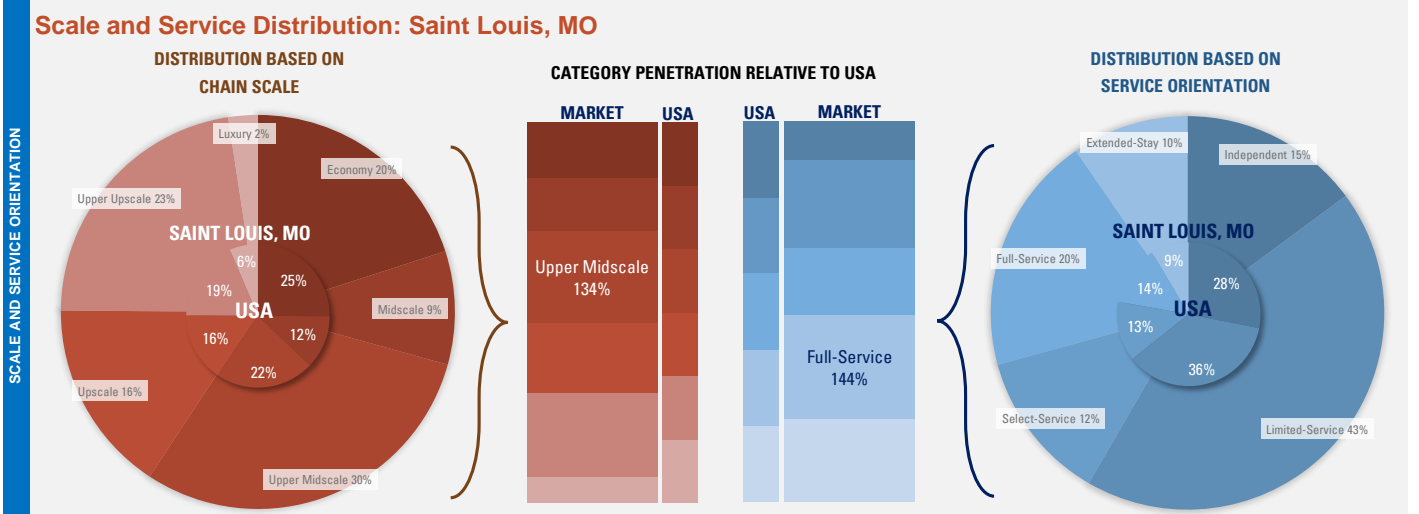 SCALE AND SERVICE ORIENTATION
Scale and Service Distribution: Saint Louis, MO
DISTRIBUTION BASED ON
CHAIN SCALE
Luxury 2%
Economy 20%
Upper Upscale 23%
SAINT LOUIS, MO
6%
25%
19%
USA
Midscale 9%
16%
12%
22%
Upscale 16%
Upper Midscale 30%
CATEGORY PENETRATION RELATIVE TO USA
MARKET
USA
Upper Midscale
134%
USA
MARKET
Full-Service
144%
DISTRIBUTION BASED ON
SERVICE ORIENTATION
Extended-Stay 10%
Independent 15%
SAINT LOUIS, MO
Full-Service 20%
9%
14%
28%
USA
13%
36%
Select-Service 12%
Limited-Service 43%